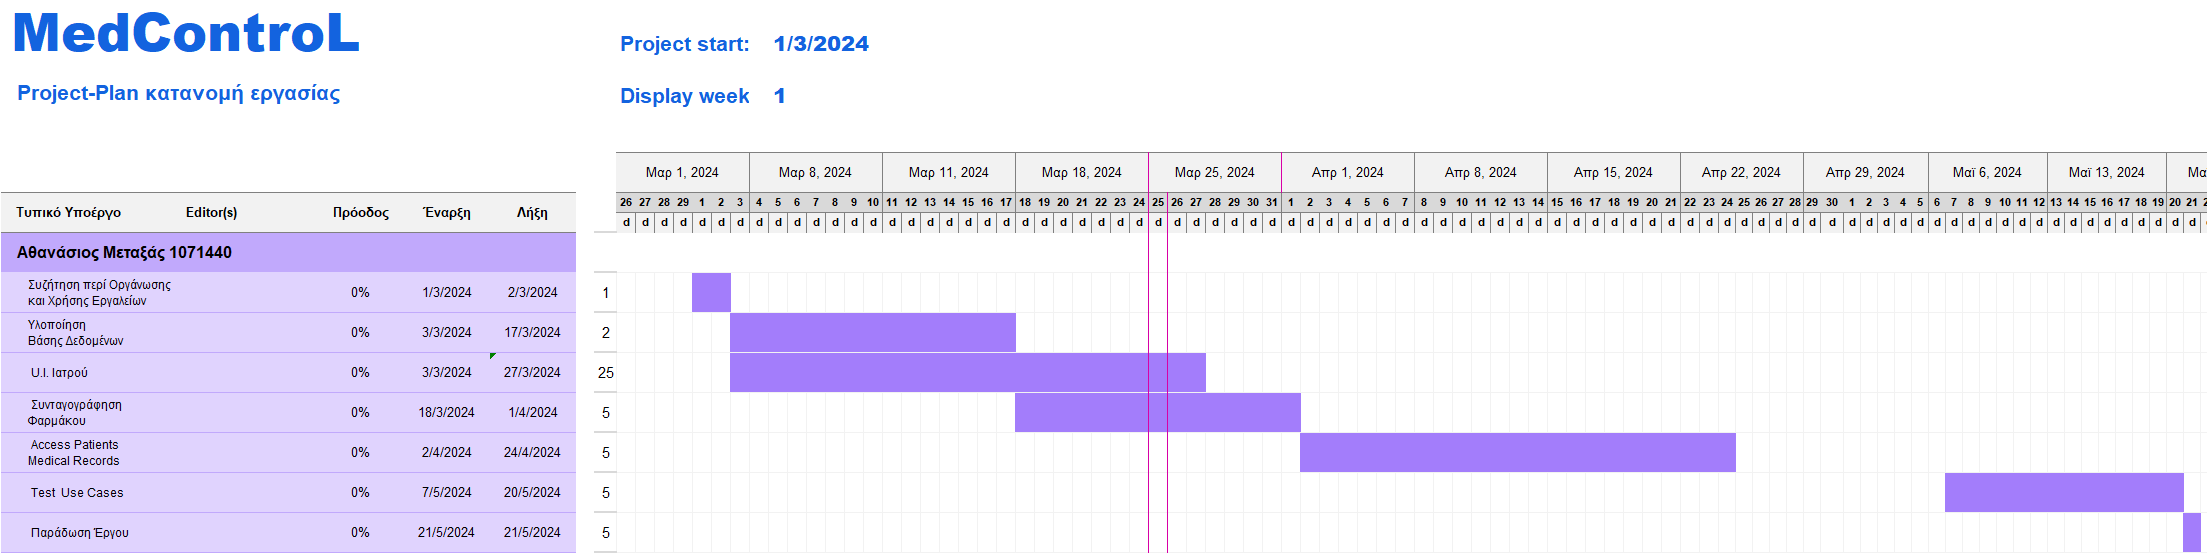 MedControL
Project start: 1/3/2024
Project-Plan κατανομή εργασίας
Display week 1
Μαρ 1, 2024 Μαρ 8, 2024 Μαρ 11, 2024 Μαρ 18, 2024 Μαρ 25, 2024 Απρ 1, 2024 Απρ 8, 2024 Απρ 15, 2024 Απρ 22, 2024 Απρ 29, 2024 Μαϊ 6, 2024 Μαϊ 13, 2024 Μα
26 27 28 29 1 2 3 4 5 6 7 8 9 10 11 12 13 14 15 16 17 18 19 20 21 22 23 24 25 26 27 28 29 30 31 1 2 3 4 5 6 7 8 9 10 11 12 13 14 15 16 17 18 19 20 21 22 23 24 25 26 27 28 29 30 1 2 3 4 5 6 7 8 9 10 11 12 13 14 15 16 17 18 19 20 21 2
Τυπικό Υποέργο Editor(s) Πρόοδος Έναρξη Λήξη
d d d d d d d d d d d d d d d d d d d d d d d d d d d d d d d d d d d d d d d d d d d d d d d d d d d d d d d d d d d d d d d d d d d d d d d d d d d d d d d d d d d d d d
Αθανάσιος Μεταξάς 1071440
Συζήτηση περί Οργάνωσης
και Χρήσης Εργαλείων 0% 1/3/2024 2/3/2024 1
Υλοποίηση
Βάσης Δεδομένων 0% 3/3/2024 17/3/2024 2
U.I. Ιατρού 0% 3/3/2024 27/3/2024 25
Συνταγογράφηση
Φαρμάκου 0% 18/3/2024 1/4/2024 5
Access Patients
Medical Records 0% 2/4/2024 24/4/2024 5
Test Use Cases 0% 7/5/2024 20/5/2024 5
Παράδωση Έργου 0% 21/5/2024 21/5/2024 5